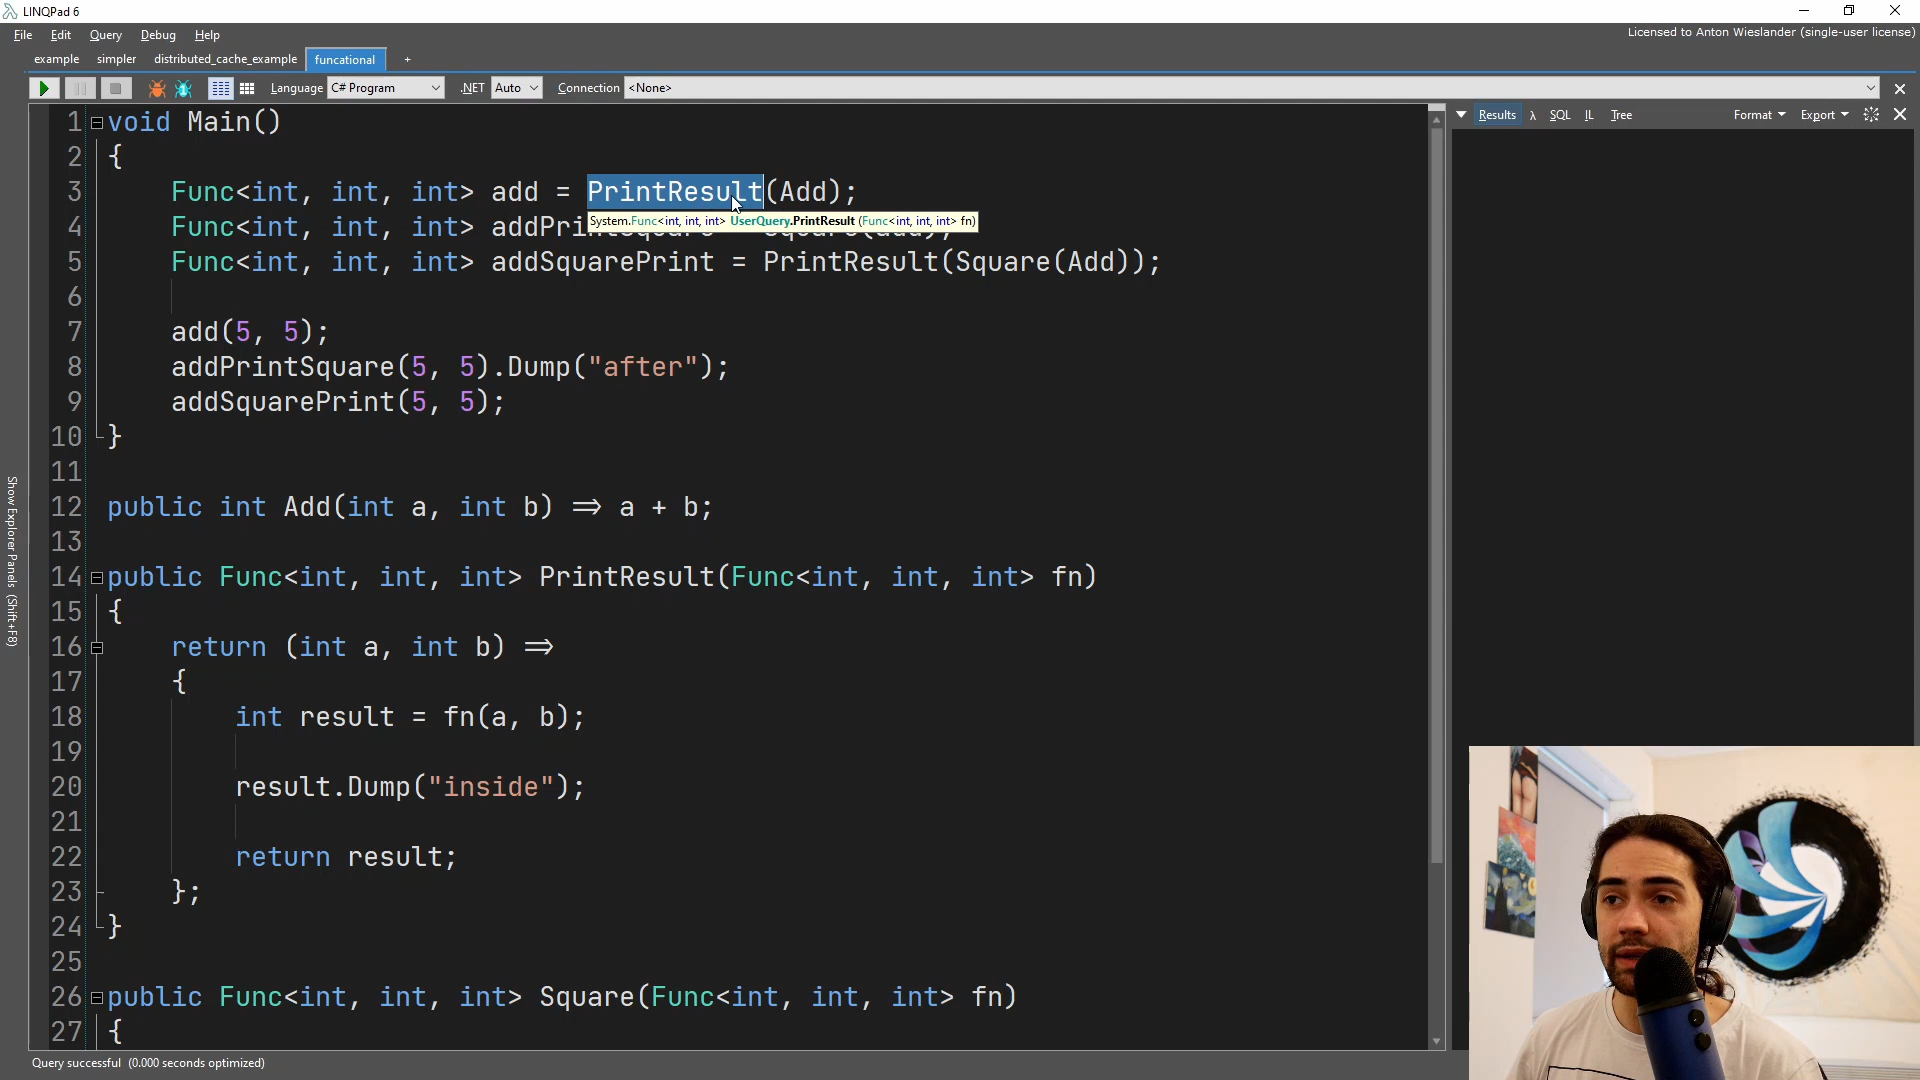 LINQPad 6
File Edit Query Debug Help
Licensed to Anton Wieslander (single-user license)
example simpler distributed_cache_example funcational +
Language C# Program .NET Auto Connection <None>
Results λ SQL IL Tree Format Export
1 void Main()
2 {
3 Func<int, int, int> add = PrintResult(Add);
System.Func<int, int, int> UserQuery.PrintResult (Func<int, int, int> fn)
4 Func<int, int, int> addPrintSquare = Square(add);
5 Func<int, int, int> addSquarePrint = PrintResult(Square(Add));
6
7 add(5, 5);
8 addPrintSquare(5, 5).Dump("after");
9 addSquarePrint(5, 5);
10 }
11
12 public int Add(int a, int b) => a + b;
13
14 public Func<int, int, int> PrintResult(Func<int, int, int> fn)
15 {
16 return (int a, int b) =>
17 {
18 int result = fn(a, b);
19
20 result.Dump("inside");
21
22 return result;
23 };
24 }
25
26 public Func<int, int, int> Square(Func<int, int, int> fn)
27 {
Show Explorer Panels (Shift+F8)
Query successful (0.000 seconds optimized)